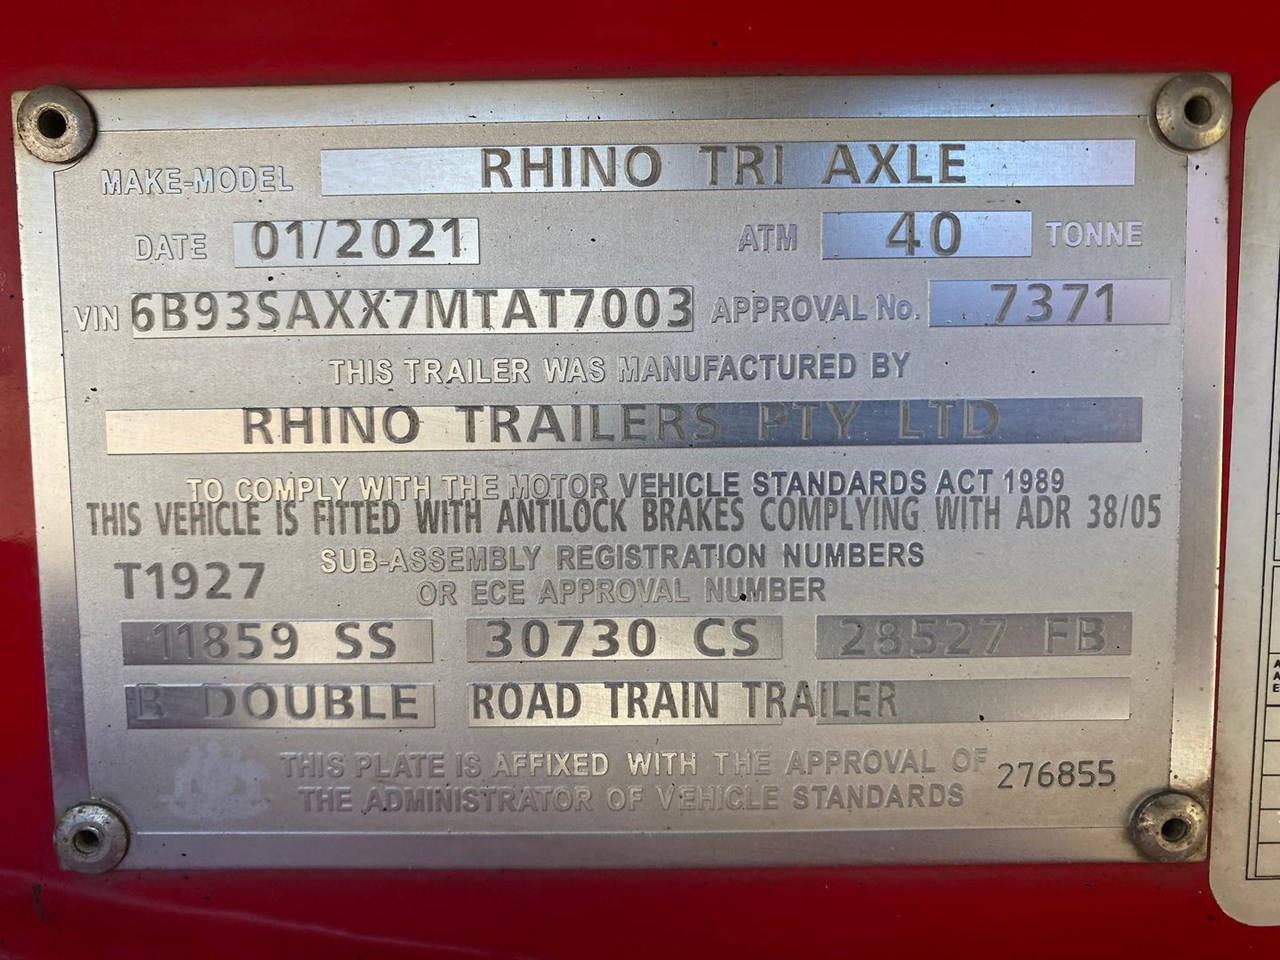 MAKE-MODEL RHINO TRI AXLE
DATE 01/2021 ATM 40 TONNE
VIN 6B93SAXX7MTAT7003 APPROVAL No. 7371
THIS TRAILER WAS MANUFACTURED BY
RHINO TRAILERS PTY LTD
TO COMPLY WITH THE MOTOR VEHICLE STANDARDS ACT 1989
THIS VEHICLE IS FITTED WITH ANTILOCK BRAKES COMPLYING WITH ADR 38/05
SUB-ASSEMBLY REGISTRATION NUMBERS
T1927 OR ECE APPROVAL NUMBER
11859 SS 30730 CS 28527 FB
B DOUBLE ROAD TRAIN TRAILER
THIS PLATE IS AFFIXED WITH THE APPROVAL OF 276855
THE ADMINISTRATOR OF VEHICLE STANDARDS